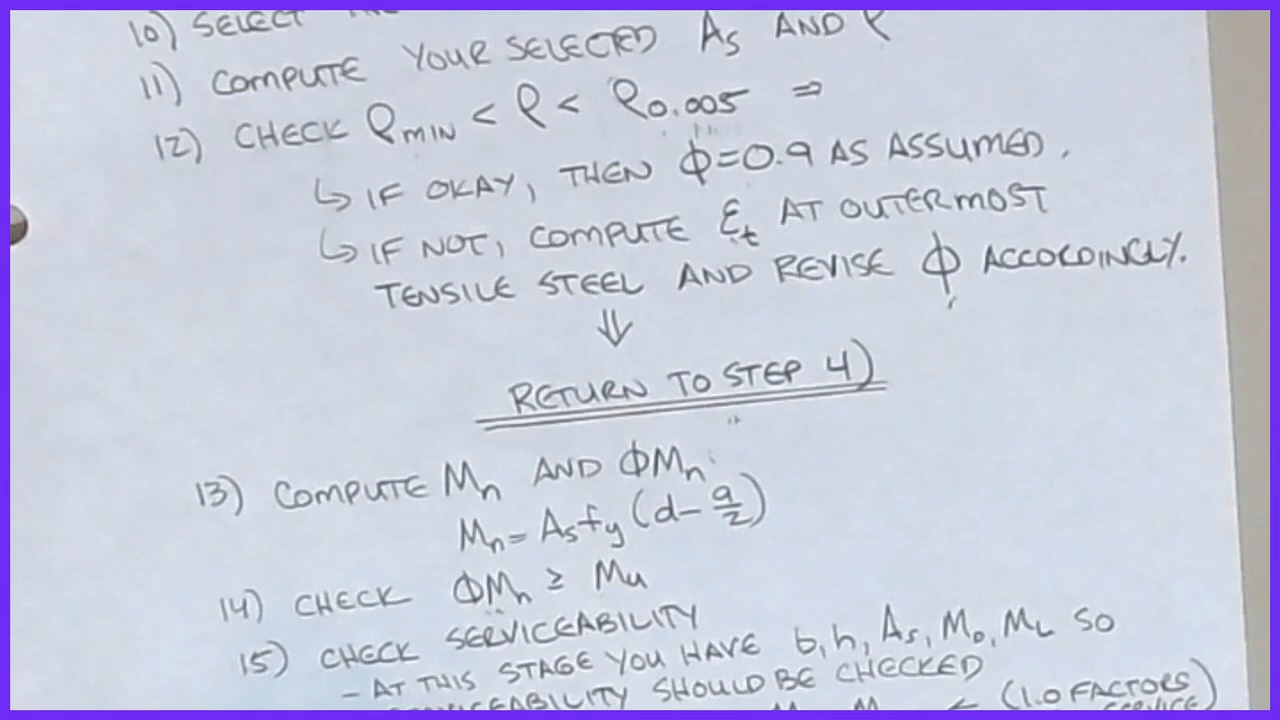 10) SELECT
11) COMPUTE YOUR SELECTED As AND ρ
12) CHECK ρMIN < ρ < ρ0.005 ⇒
↳ IF OKAY, THEN ϕ=0.9 AS ASSUMED.
↳ IF NOT, COMPUTE Ɛt AT OUTERMOST
TENSILE STEEL AND REVISE ϕ ACCORDINGLY.
⇓
RETURN TO STEP 4)
13) COMPUTE Mn AND ϕMn
Mn = Asfy(d - a/2)
14) CHECK ϕMn ≥ Mu
15) CHECK SERVICEABILITY
- AT THIS STAGE YOU HAVE b, h, As, MD, ML SO
SERVICEABILITY SHOULD BE CHECKED
← (1.0 FACTORS
SERVICE)